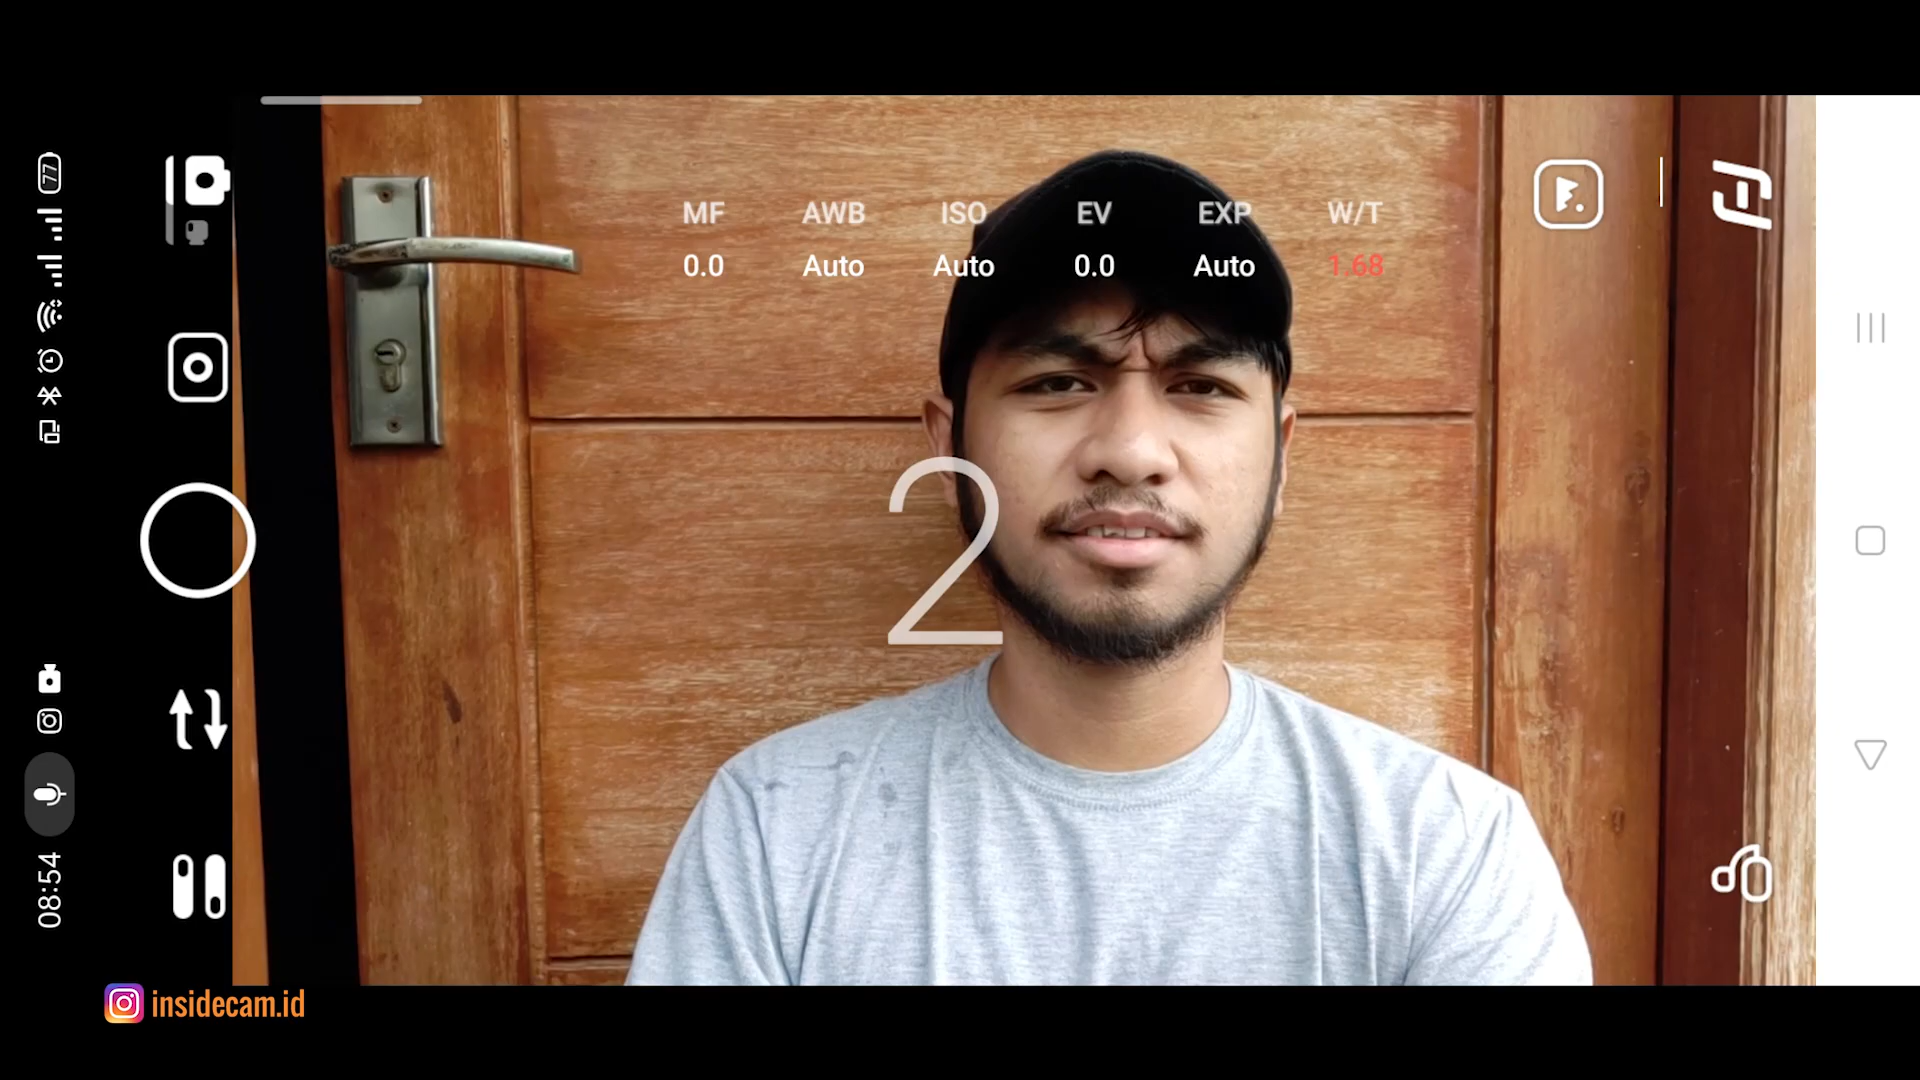 MF AWB ISO EV EXP W/T
0.0 Auto Auto 0.0 Auto 1.68
2
77
08:54
insidecam.id